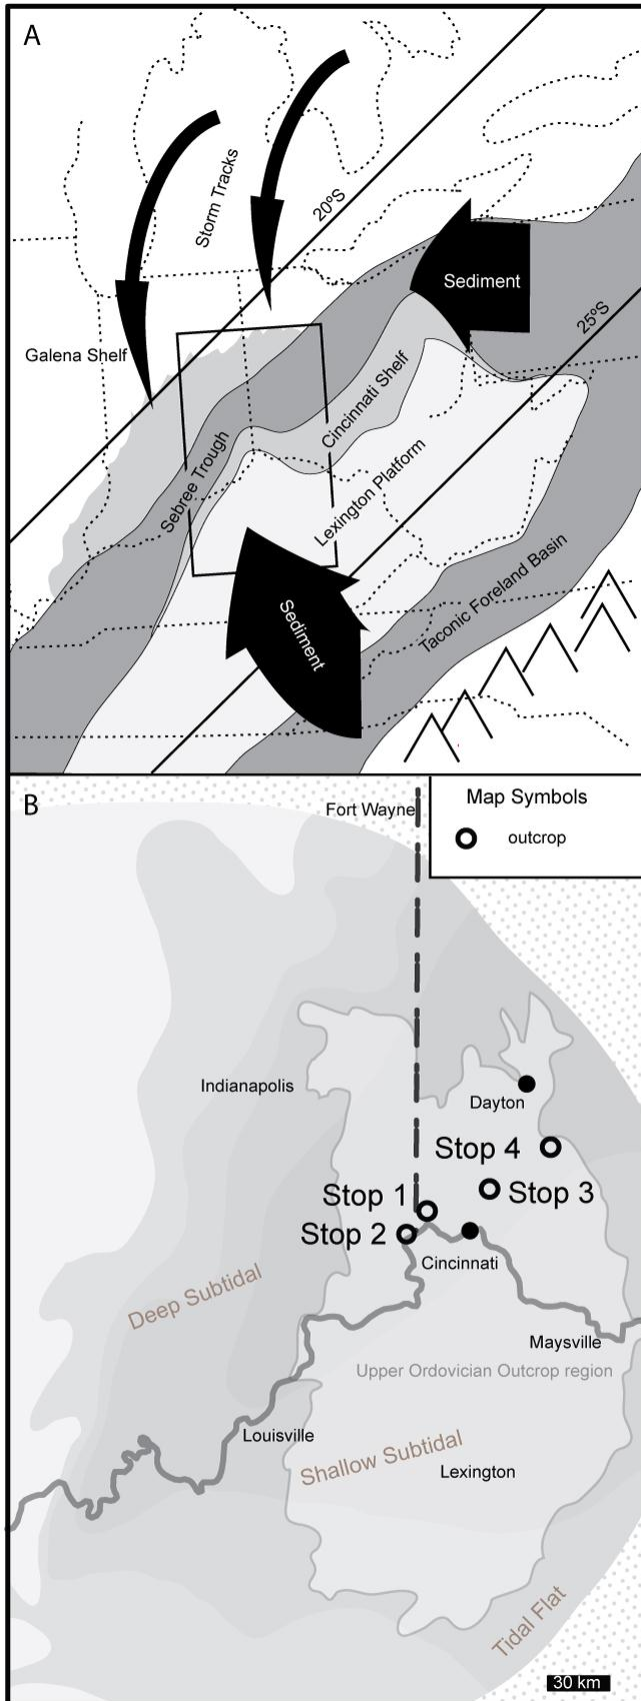 A
Storm Tracks
20°S
Sediment
25°S
Galena Shelf
Cincinnati Shelf
Sebree Trough
Lexington Platform
Taconic Foreland Basin
Sediment
B
Fort Wayne
Map Symbols
outcrop
Indianapolis
Dayton
Stop 4
Stop 1
Stop 3
Stop 2
Cincinnati
Deep Subtidal
Maysville
Upper Ordovician Outcrop region
Louisville
Shallow Subtidal
Lexington
Tidal Flat
30 km